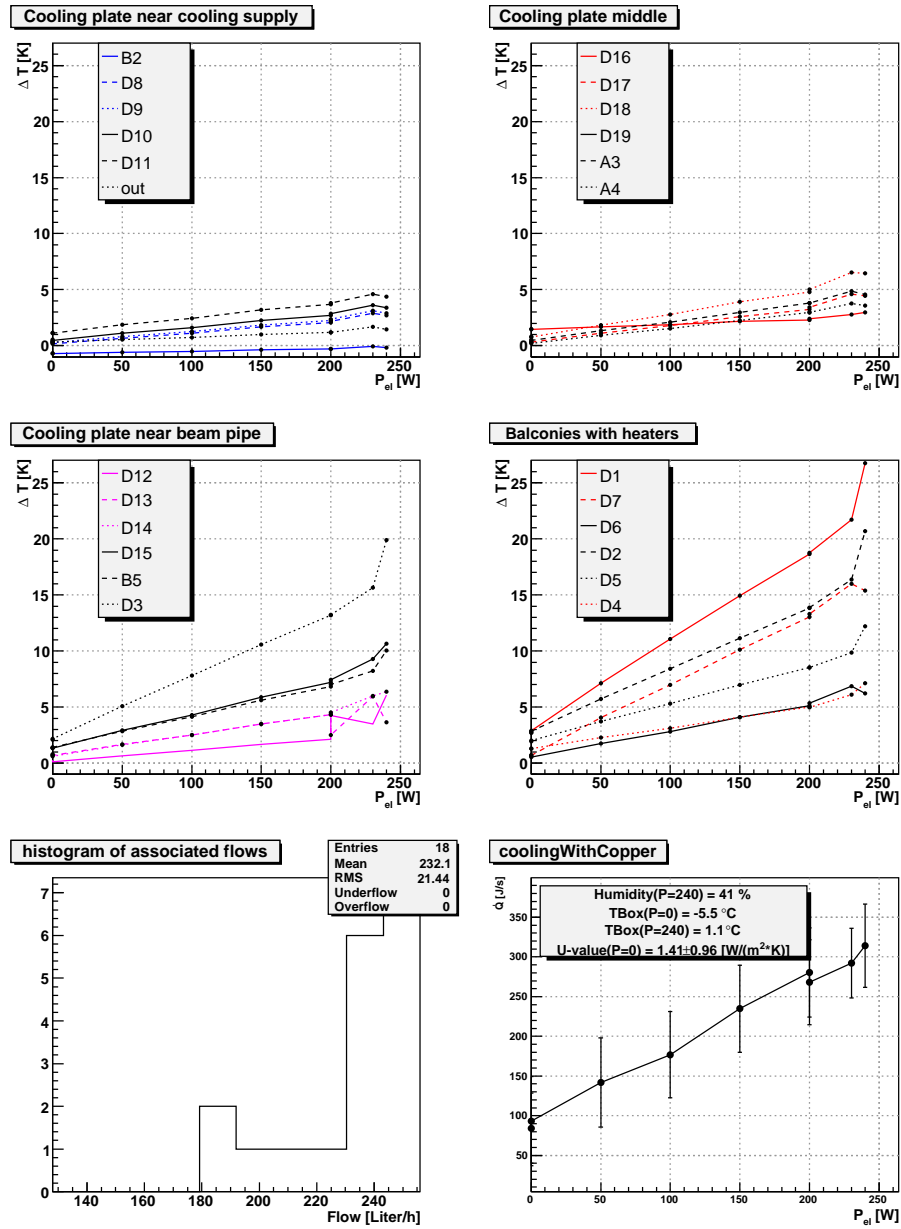 Cooling plate near cooling supply
Δ T [K]
25
20
15
10
5
0
B2
D8
D9
D10
D11
out
0 50 100 150 200 250
P_el [W]
Cooling plate middle
Δ T [K]
25
20
15
10
5
0
D16
D17
D18
D19
A3
A4
0 50 100 150 200 250
P_el [W]
Cooling plate near beam pipe
Δ T [K]
25
20
15
10
5
0
D12
D13
D14
D15
B5
D3
0 50 100 150 200 250
P_el [W]
Balconies with heaters
Δ T [K]
25
20
15
10
5
0
D1
D7
D6
D2
D5
D4
0 50 100 150 200 250
P_el [W]
histogram of associated flows
Entries 18
Mean 232.1
RMS 21.44
Underflow 0
Overflow 0
7
6
5
4
3
2
1
0
140 160 180 200 220 240
Flow [Liter/h]
coolingWithCopper
Q̇ [J/s]
Humidity(P=240) = 41 %
TBox(P=0) = -5.5 °C
TBox(P=240) = 1.1 °C
U-value(P=0) = 1.41±0.96 [W/(m²*K)]
350
300
250
200
150
100
50
0 50 100 150 200 250
P_el [W]